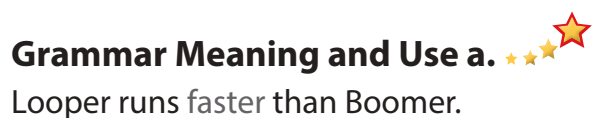 Grammar Meaning and Use a.
Looper runs faster than Boomer.